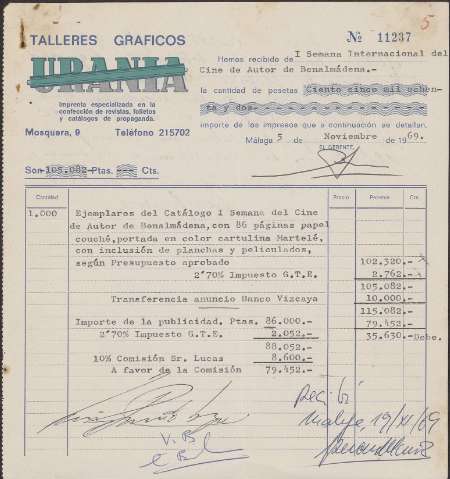 5
TALLERES GRAFICOS
URANIA
Imprenta especializada en la
confección de revistas, folletos
y catálogos de propaganda.
Mosquera, 9 Teléfono 215702
Nº 11237
Hemos recibido de I Semana Internacional del
Cine de Autor de Benalmádena.-
la cantidad de pesetas Ciento cinco mil ochen-
ta y dos.-
importe de los impresos que a continuación se detallan.
Málaga 5 de Noviembre de 1969.-
EL GERENTE,
Son 105.082-Ptas. Cts.
Cantidad Precio Pesetas Cts.
1.000 Ejemplares del Catálogo I Semana del Cine
de Autor de Benalmádena, con 86 páginas papel
couché, portada en color cartulina Martelé,
con inclusión de planchas y peliculados,
según Presupuesto aprobado 102.320.-
2'70% Impuesto G.T.E. 2.762.-
105.082.-
Transferencia anuncio Banco Vizcaya 10.000.-
115.082.-
Importe de la publicidad. Ptas. 86.000.- 79.452.-
2'70% Impuesto G.T.E. 2.052.- 35.630.- Debe.
88.052.-
10% Comisión Sr. Lucas 8.600.-
A favor de la Comisión 79.452.-
Recibí
Málaga, 19/XI/69
V. B.